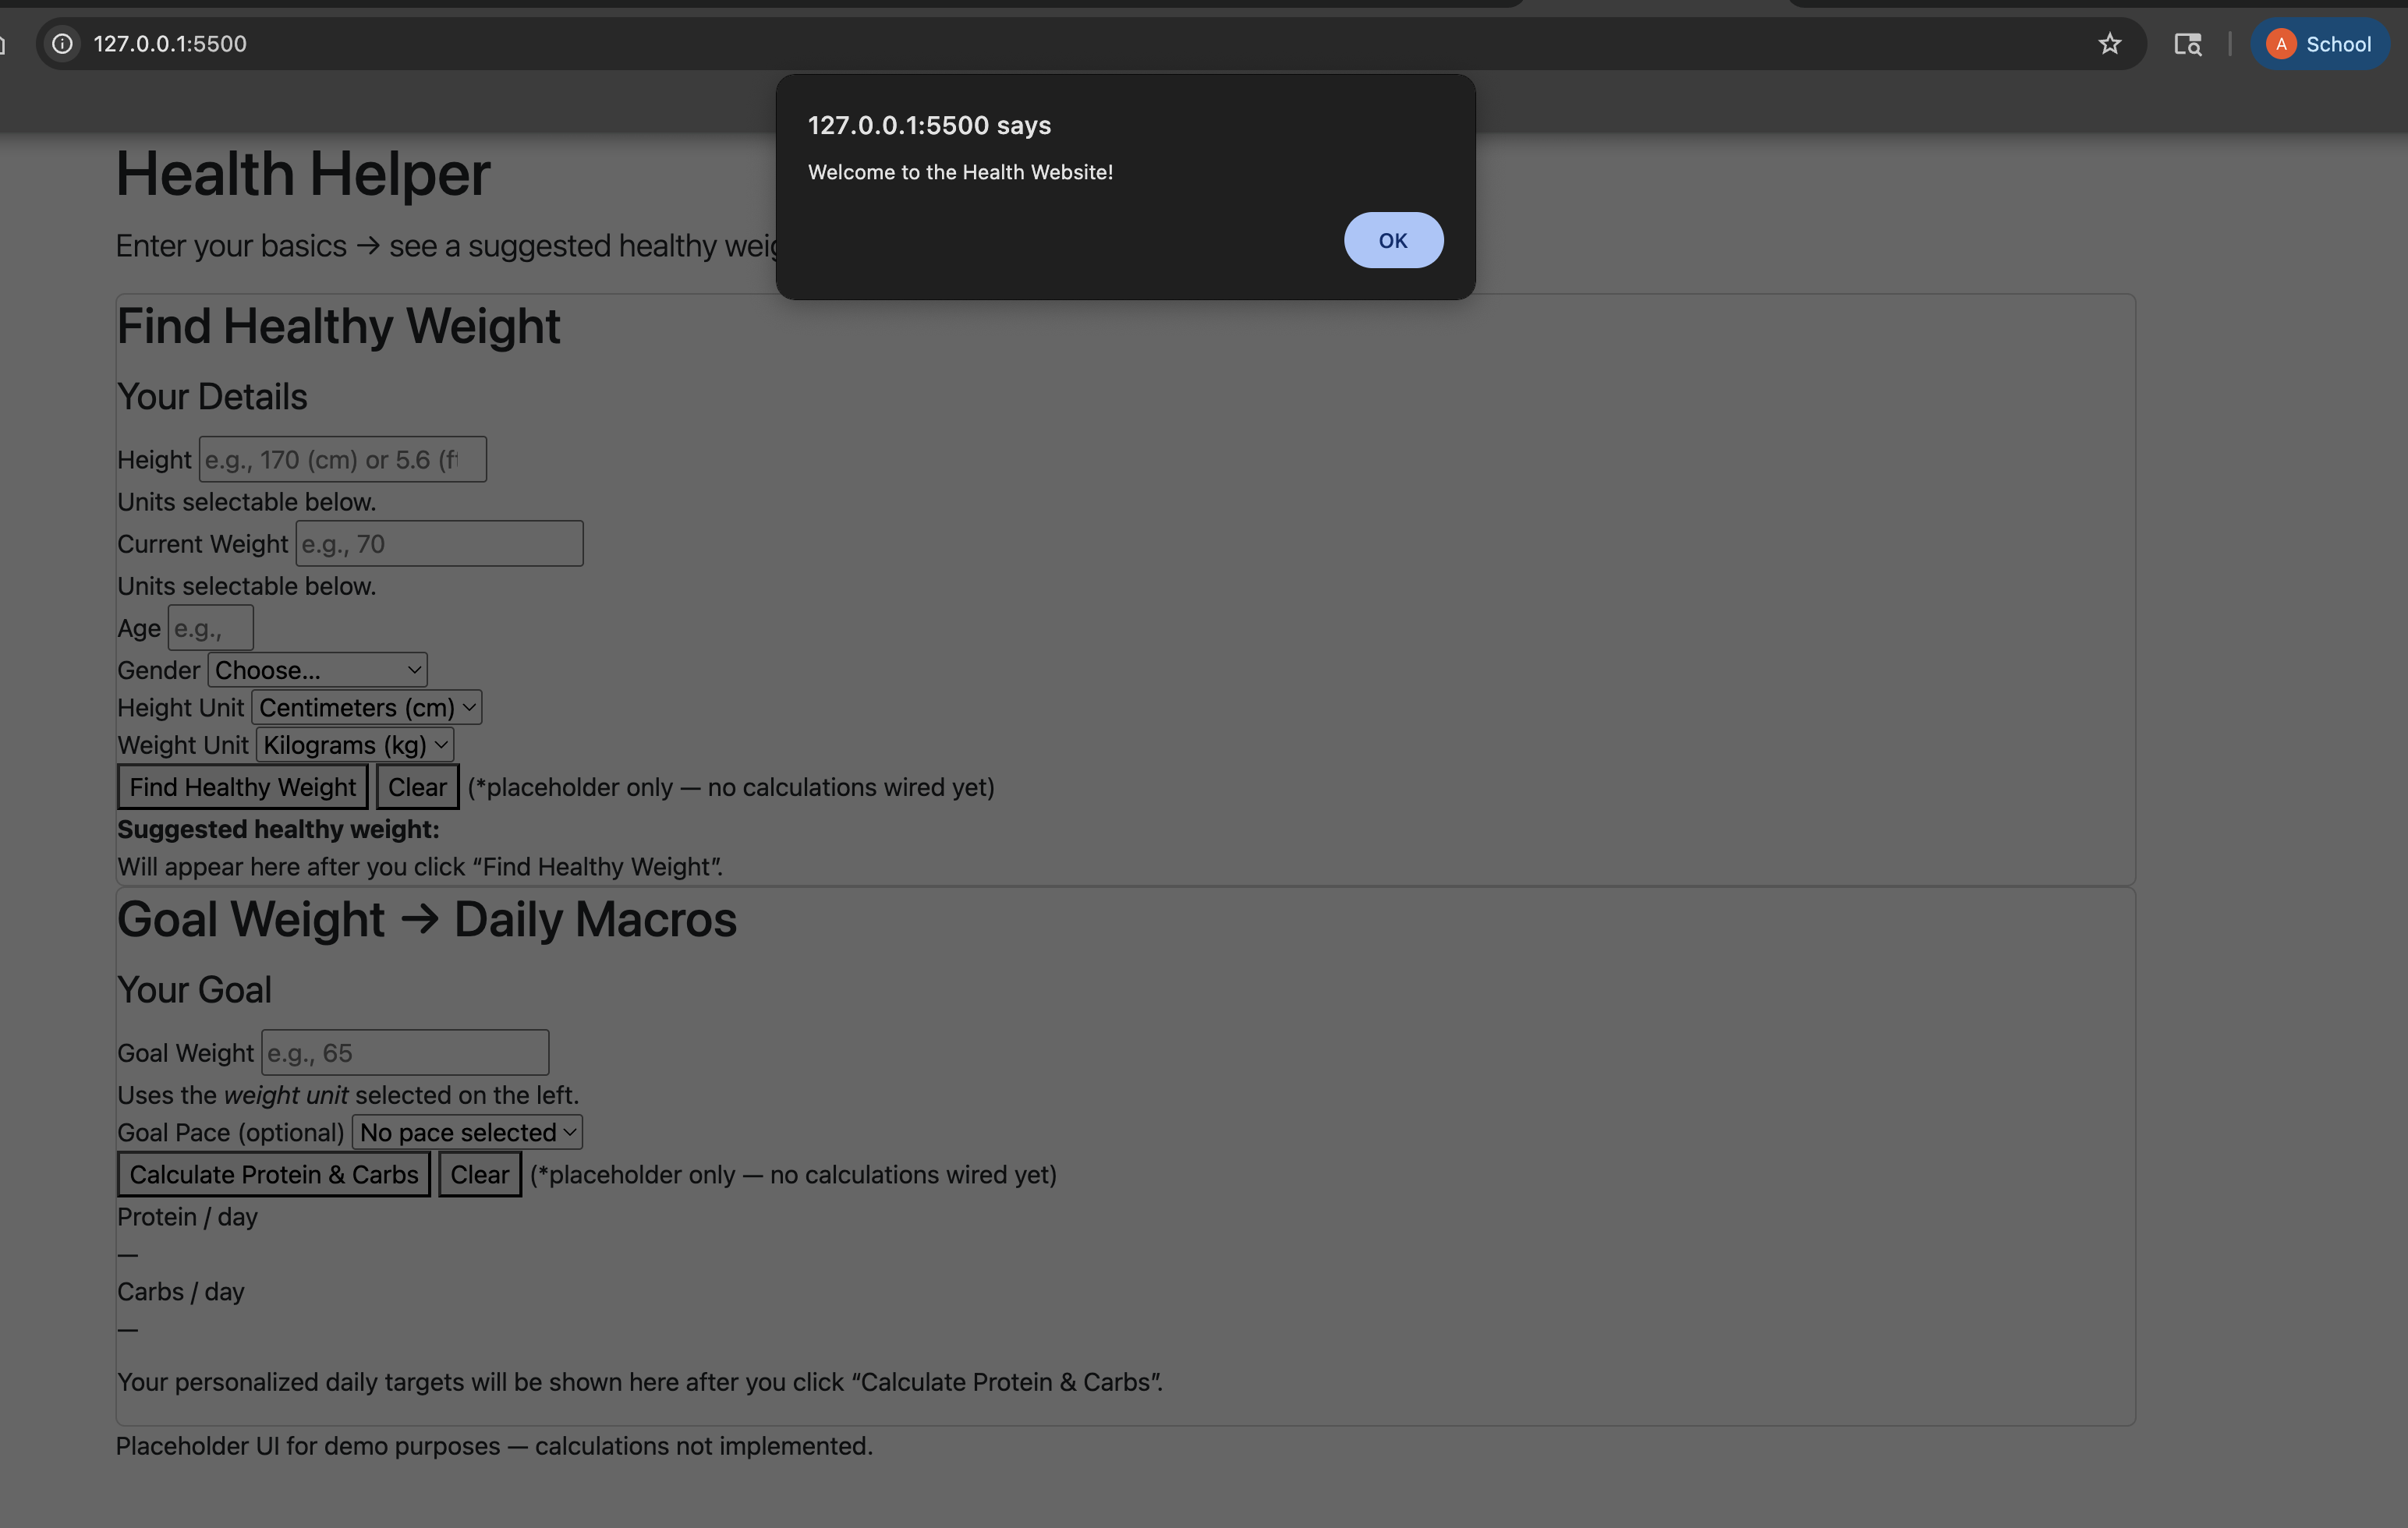 127.0.0.1:5500
A School
127.0.0.1:5500 says
Welcome to the Health Website!
OK
Health Helper
Enter your basics → see a suggested healthy
Find Healthy Weight
Your Details
Height e.g., 170 (cm) or 5.6
Units selectable below.
Current Weight e.g., 70
Units selectable below.
Age e.g.,
Gender Choose...
Height Unit Centimeters (cm)
Weight Unit Kilograms (kg)
Find Healthy Weight Clear (*placeholder only — no calculations wired yet)
Suggested healthy weight:
Will appear here after you click “Find Healthy Weight”.
Goal Weight → Daily Macros
Your Goal
Goal Weight e.g., 65
Uses the weight unit selected on the left.
Goal Pace (optional) No pace selected
Calculate Protein & Carbs Clear (*placeholder only — no calculations wired yet)
Protein / day
—
Carbs / day
—
Your personalized daily targets will be shown here after you click “Calculate Protein & Carbs”.
Placeholder UI for demo purposes — calculations not implemented.